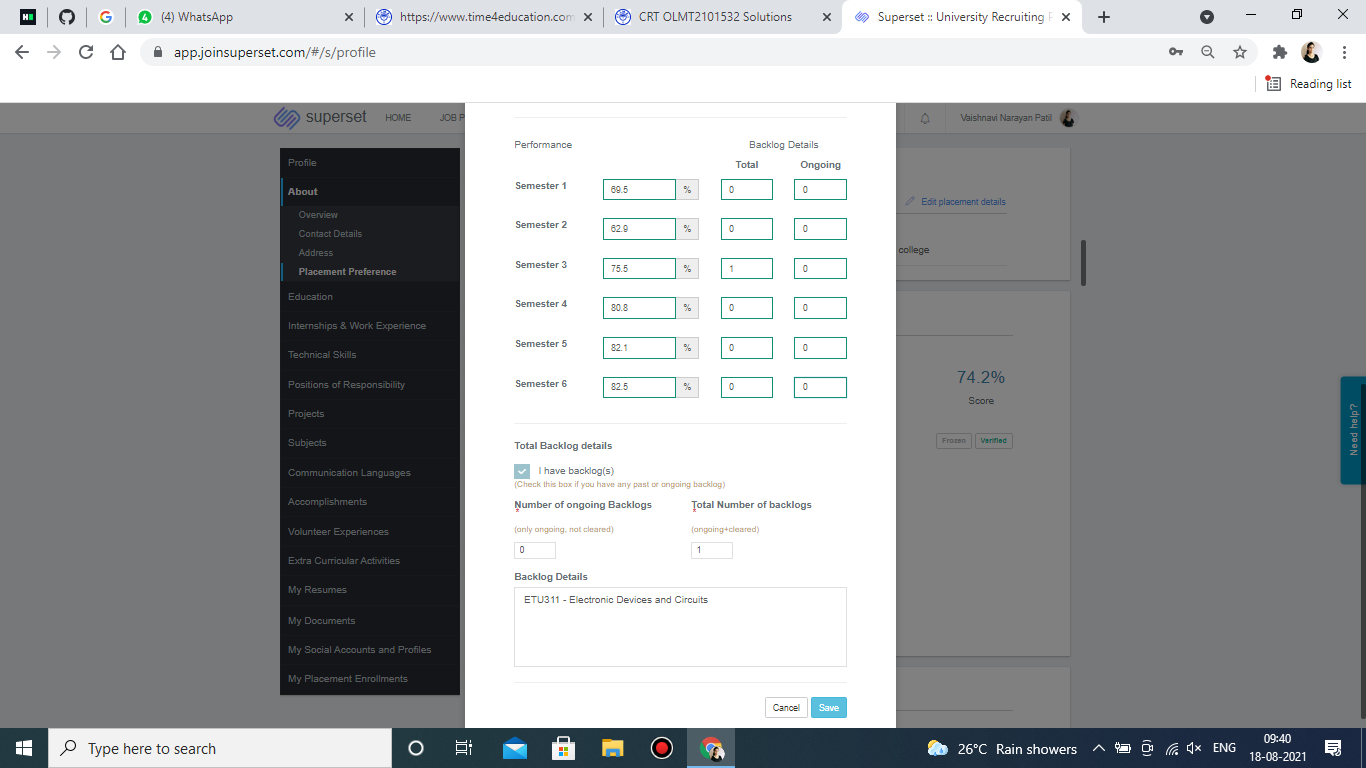 (4) WhatsApp
https://www.time4education.com
CRT OLMT2101532 Solutions
Superset :: University Recruiting
app.joinsuperset.com/#/s/profile
Reading list
superset
HOME
JOB P
Vaishnavi Narayan Patil
Profile
About
Overview
Contact Details
Address
Placement Preference
Education
Internships & Work Experience
Technical Skills
Positions of Responsibility
Projects
Subjects
Communication Languages
Accomplishments
Volunteer Experiences
Extra Curricular Activities
My Resumes
My Documents
My Social Accounts and Profiles
My Placement Enrollments
Performance Backlog Details
Total Ongoing
Semester 1 69.5 % 0 0
Semester 2 62.9 % 0 0
Semester 3 75.5 % 1 0
Semester 4 80.8 % 0 0
Semester 5 82.1 % 0 0
Semester 6 82.5 % 0 0
Total Backlog details
I have backlog(s)
(Check this box if you have any past or ongoing backlog)
Number of ongoing Backlogs Total Number of backlogs
* *
(only ongoing, not cleared) (ongoing+cleared)
0 1
Backlog Details
ETU311 - Electronic Devices and Circuits
Cancel Save
Edit placement details
college
74.2%
Score
Frozen Verified
Need help?
Type here to search
26°C Rain showers
ENG
09:40
18-08-2021